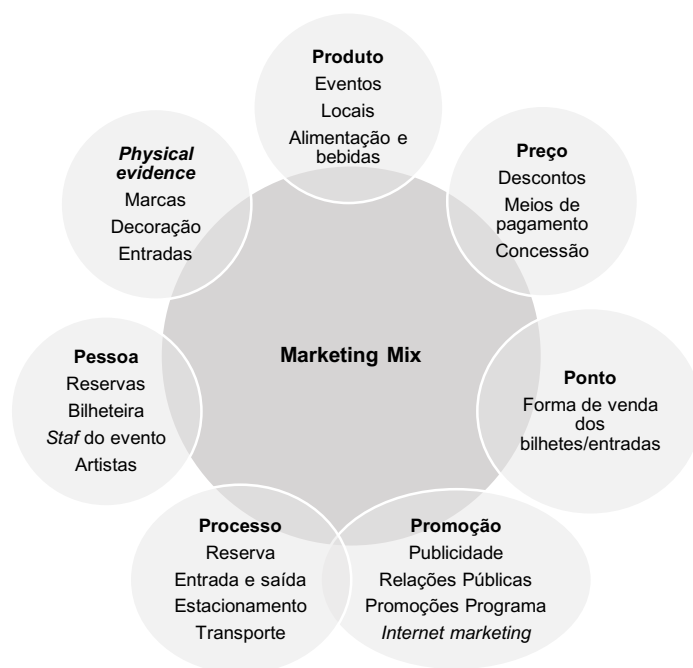 Produto
Eventos
Locais
Alimentação e
bebidas
Preço
Descontos
Meios de
pagamento
Concessão
Ponto
Forma de venda
dos
bilhetes/entradas
Promoção
Publicidade
Relações Públicas
Promoções Programa
Internet marketing
Processo
Reserva
Entrada e saída
Estacionamento
Transporte
Pessoa
Reservas
Bilheteira
Staf do evento
Artistas
Physical
evidence
Marcas
Decoração
Entradas
Marketing Mix